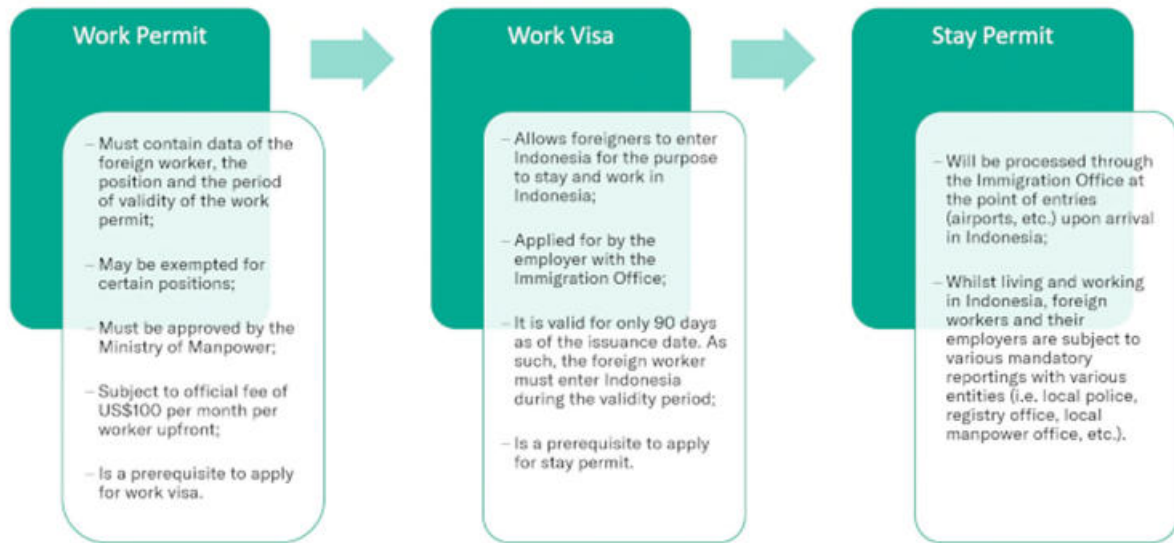 Work Permit
– Must contain data of the
foreign worker, the
position and the period
of validity of the work
permit;
– May be exempted for
certain positions;
– Must be approved by the
Ministry of Manpower;
– Subject to official fee of
US$100 per month per
worker upfront;
– Is a prerequisite to apply
for work visa.
Work Visa
– Allows foreigners to enter
Indonesia for the purpose
to stay and work in
Indonesia;
– Applied for by the
employer with the
Immigration Office;
– It is valid for only 90 days
as of the issuance date. As
such, the foreign worker
must enter Indonesia
during the validity period;
– Is a prerequisite to apply
for stay permit.
Stay Permit
– Will be processed through
the Immigration Office at
the point of entries
(airports, etc.) upon arrival
in Indonesia;
– Whilst living and working
in Indonesia, foreign
workers and their
employers are subject to
various mandatory
reportings with various
entities (i.e. local police,
registry office, local
manpower office, etc.).